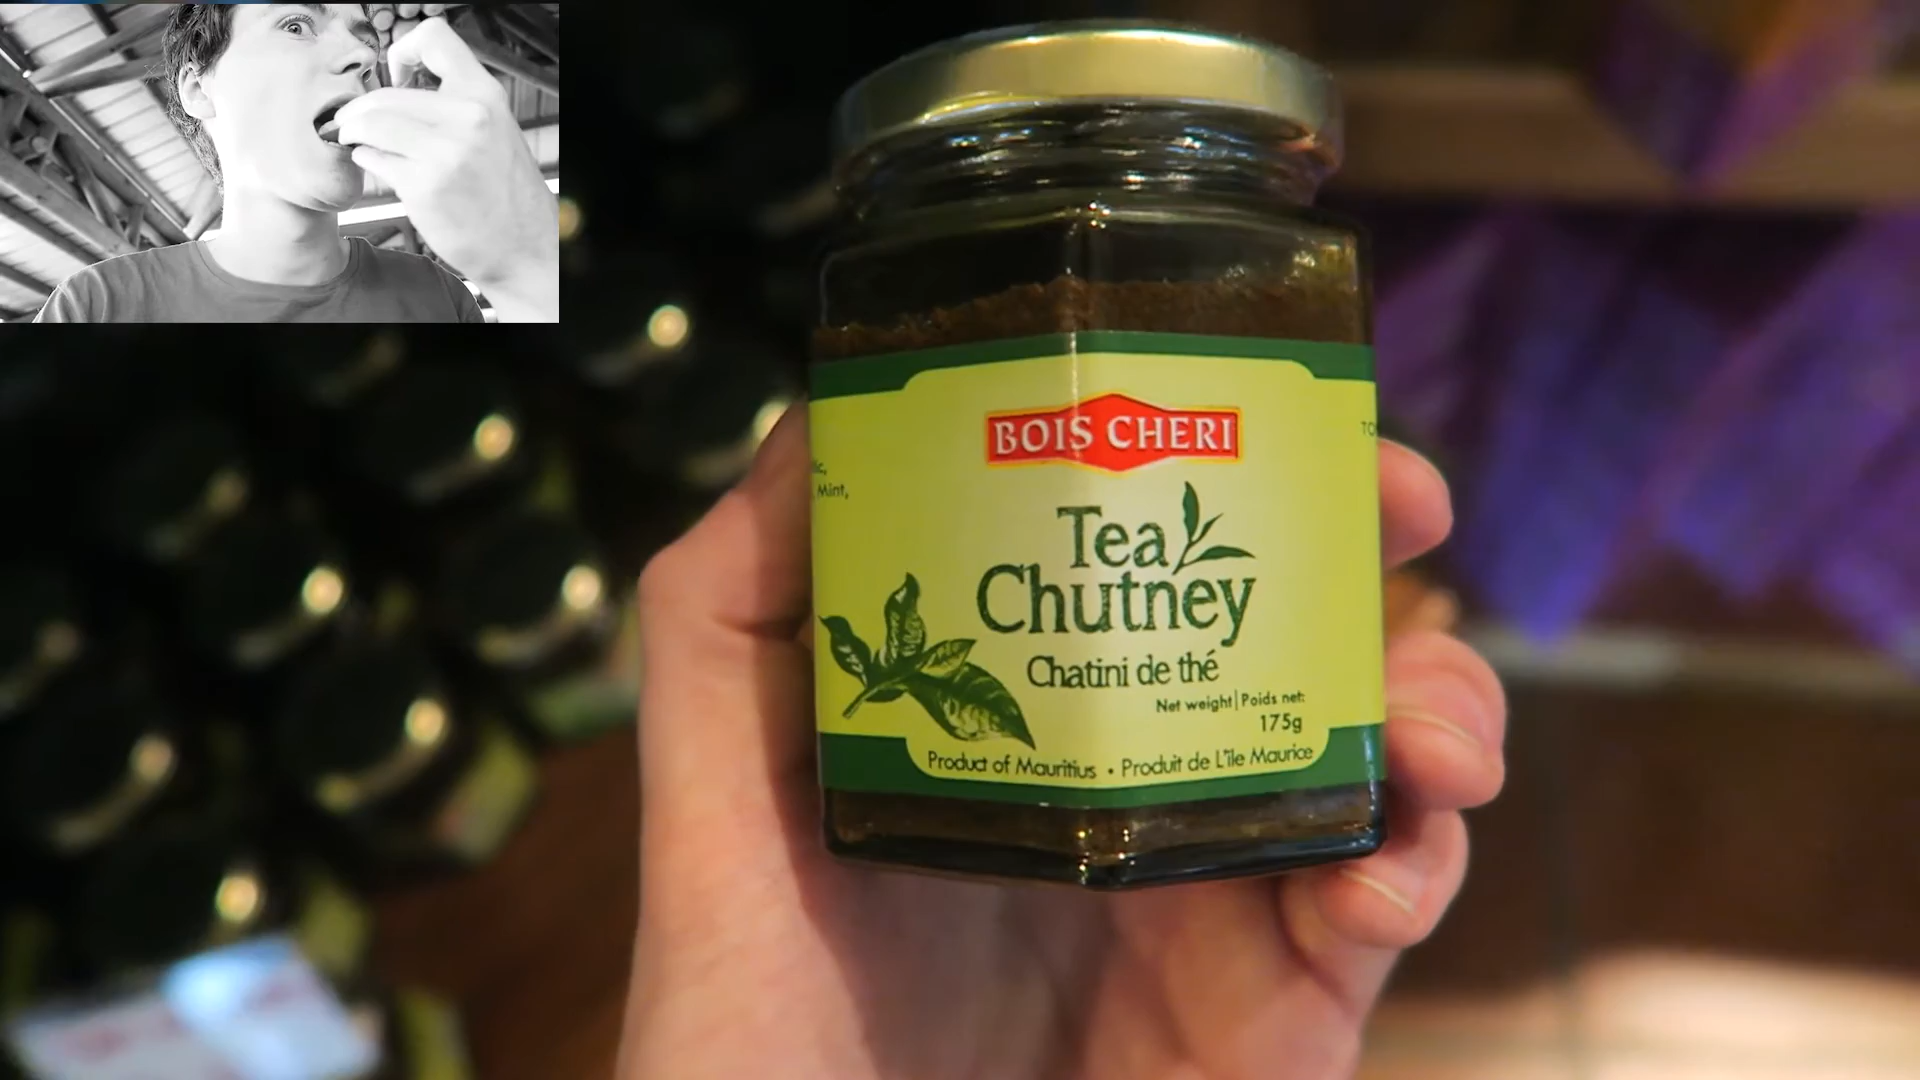 BOIS CHERI
Mint,
Tea
Chutney
Chatini de thé
Net weight|Poids net:
175g
Product of Mauritius • Produit de L'île Maurice